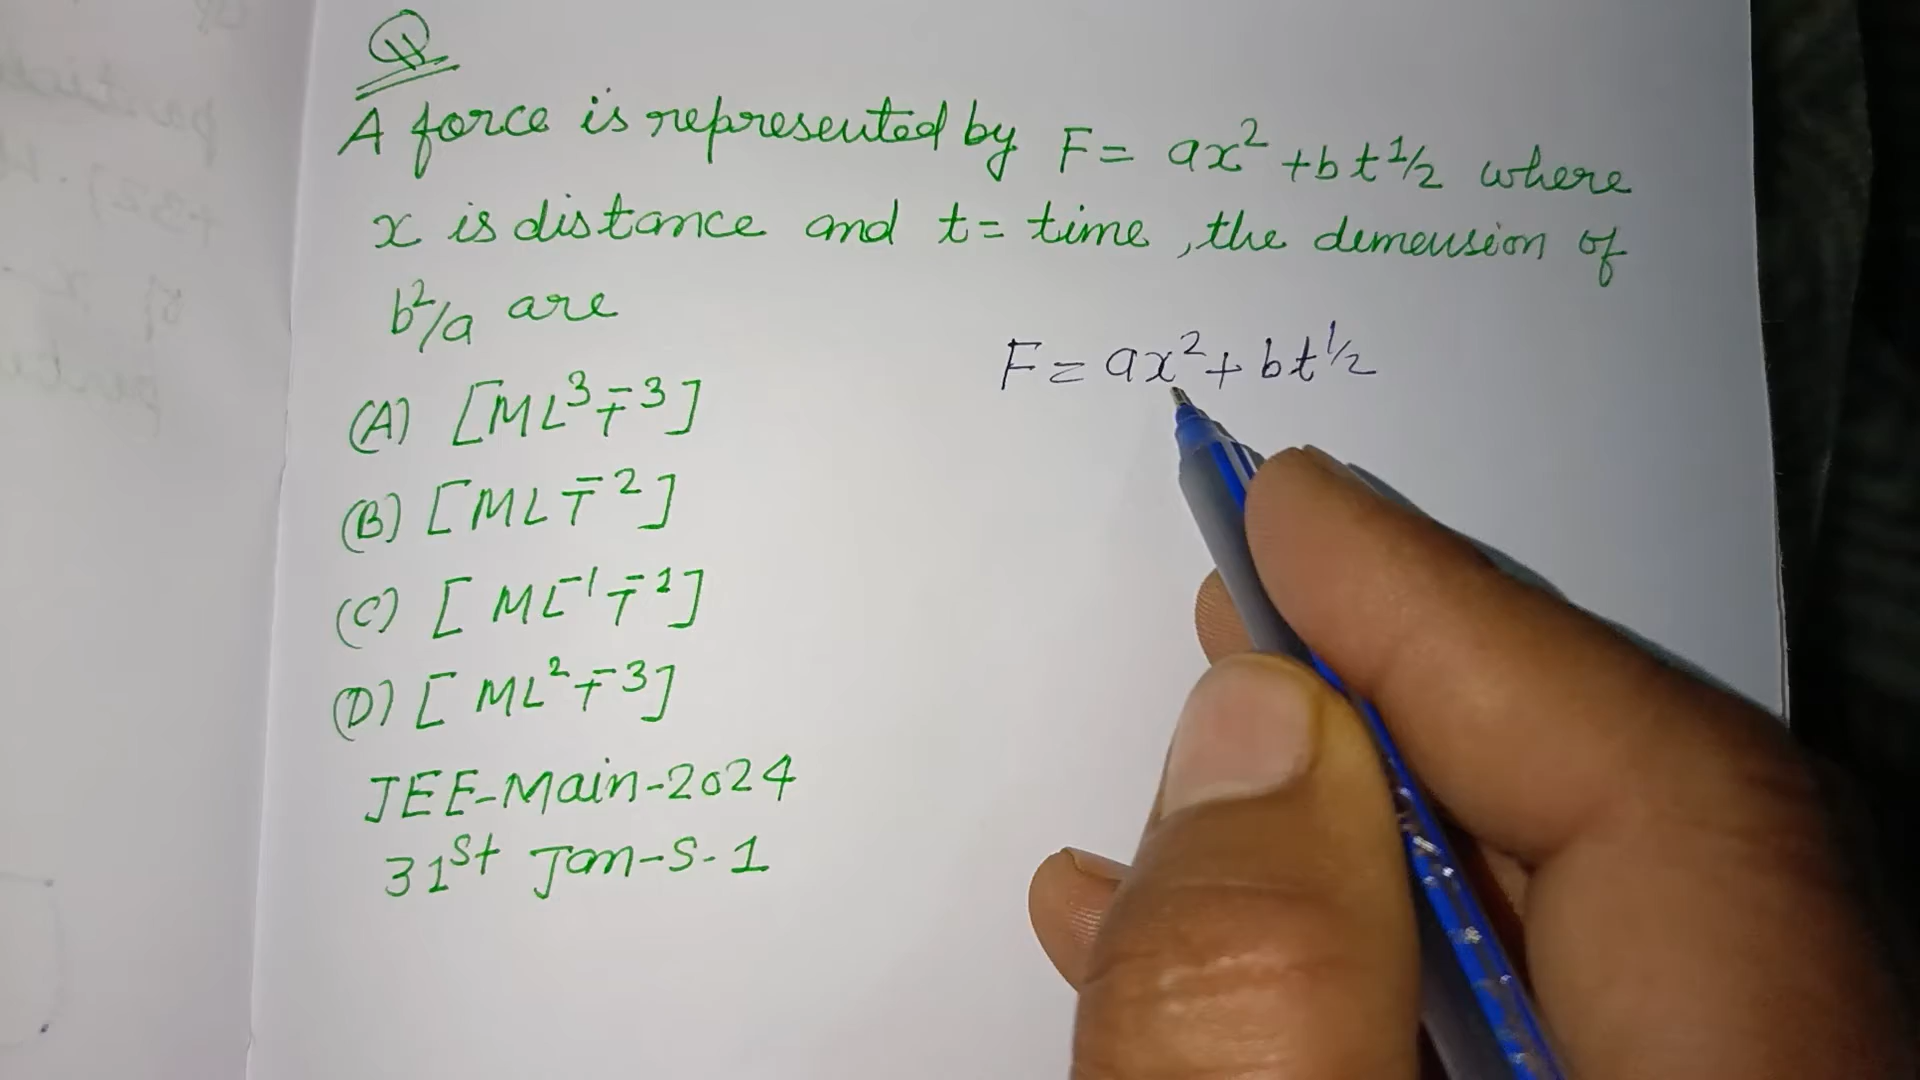 Q
A force is represented by F = ax² + bt^1/2 where
x is distance and t = time, the dimension of
b²/a are
F = ax² + bt^1/2
(A) [ML³T̄³]
(B) [MLT̄²]
(C) [ML⁻¹T̄¹]
(D) [ML²T̄³]
JEE-Main-2024
31st Jan-S-1